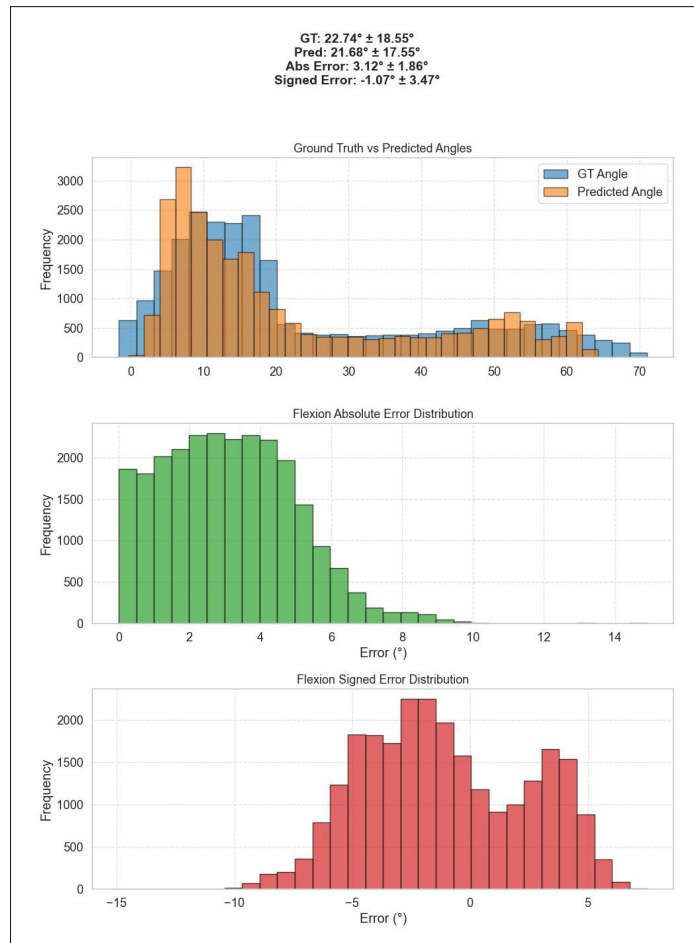 GT: 22.74° ± 18.55°
Pred: 21.68° ± 17.55°
Abs Error: 3.12° ± 1.86°
Signed Error: -1.07° ± 3.47°
Ground Truth vs Predicted Angles
GT Angle
Predicted Angle
Frequency
3000
2500
2000
1500
1000
500
0
0 10 20 30 40 50 60 70
Flexion Absolute Error Distribution
Frequency
2000
1500
1000
500
0
0 2 4 6 8 10 12 14
Error (°)
Flexion Signed Error Distribution
Frequency
2000
1500
1000
500
0
−15 −10 −5 0 5
Error (°)